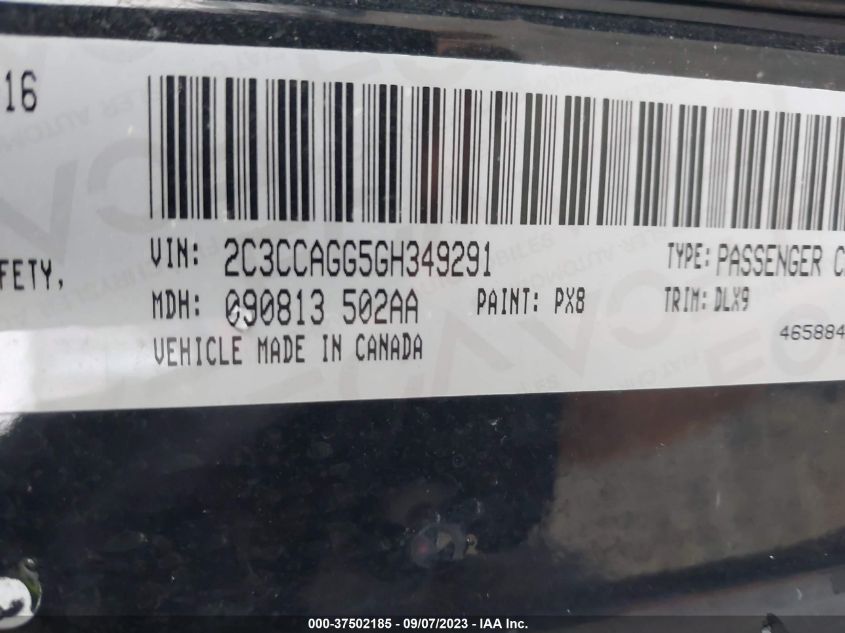 16
FETY,
VIN: 2C3CCAGG5GH349291
TYPE: PASSENGER C
MDH: 090813 502AA
PAINT: PX8
TRIM: DLX9
VEHICLE MADE IN CANADA
465884
000-37502185 - 09/07/2023 - IAA Inc.